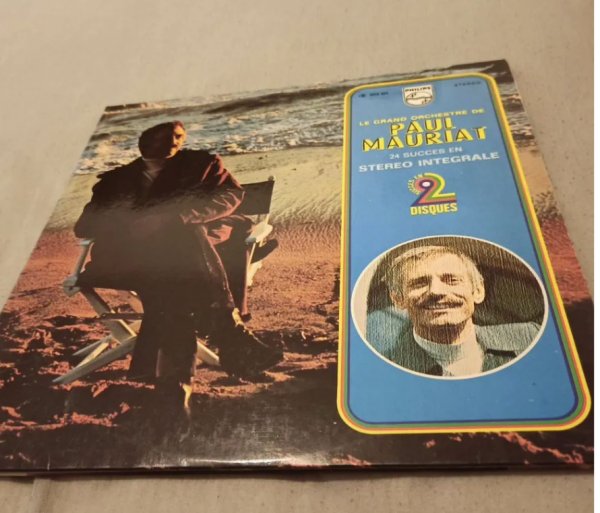 PHILIPS
STEREO
LE GRAND ORCHESTRE DE
PAUL
MAURIAT
24 SUCCES EN
STEREO INTEGRALE
2
DISQUES